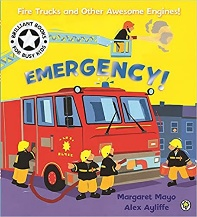 Fire Trucks and Other Awesome Engines!
BRILLIANT BOOKS
FOR BUSY KIDS
EMERGENCY!
Margaret Mayo
Alex Ayliffe